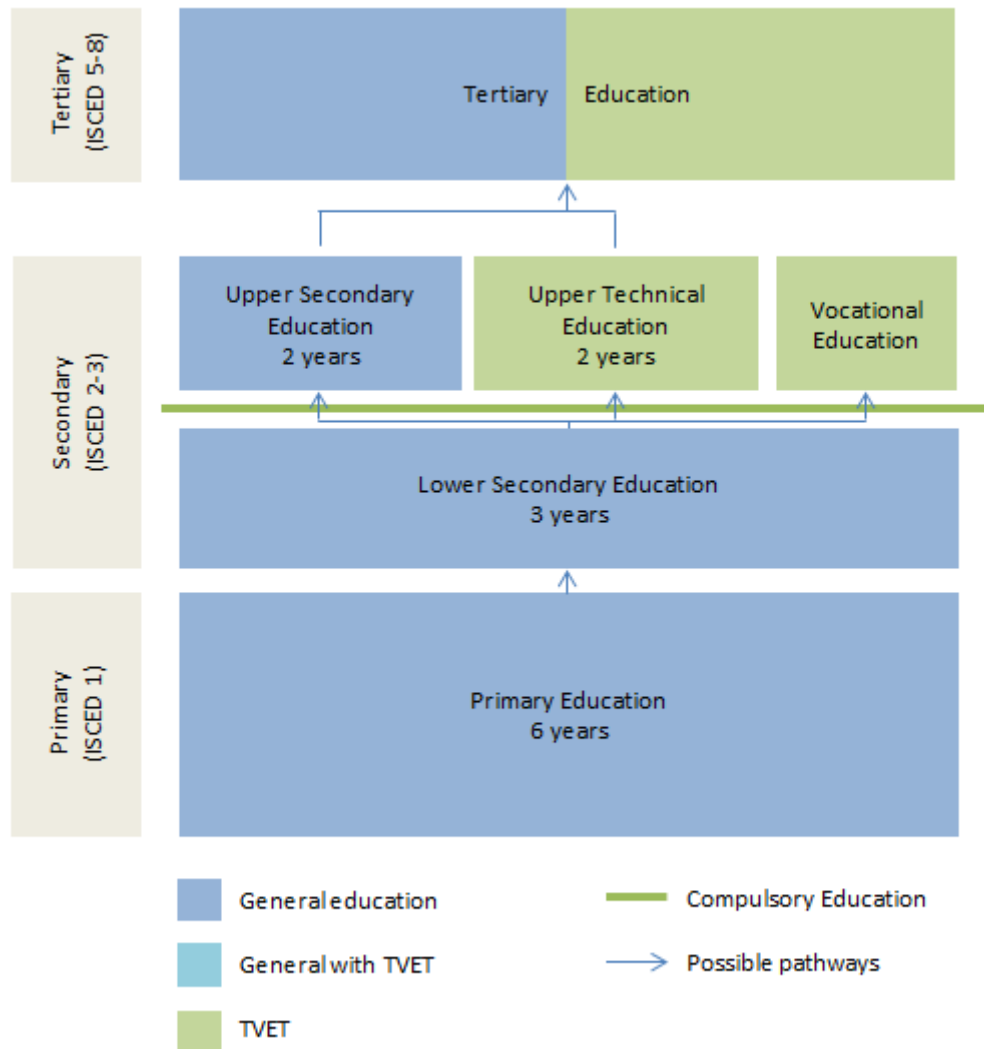 Tertiary
(ISCED 5-8)
Tertiary Education
Secondary
(ISCED 2-3)
Upper Secondary
Education
2 years
Upper Technical
Education
2 years
Vocational
Education
Lower Secondary Education
3 years
Primary
(ISCED 1)
Primary Education
6 years
General education
Compulsory Education
General with TVET
Possible pathways
TVET